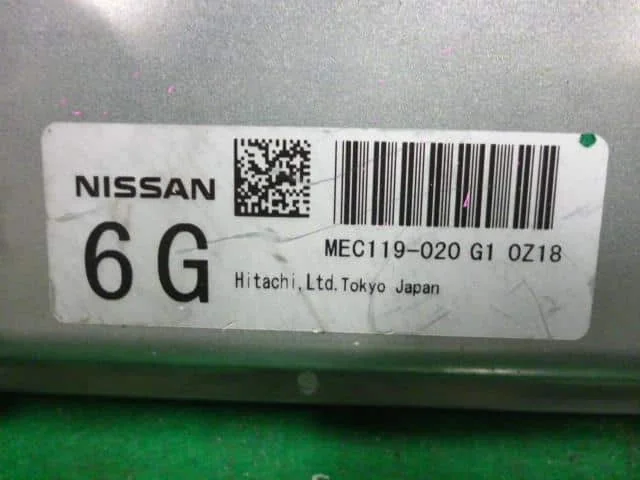 NISSAN
6G
MEC119-020 G1 0Z18
Hitachi,Ltd.Tokyo Japan